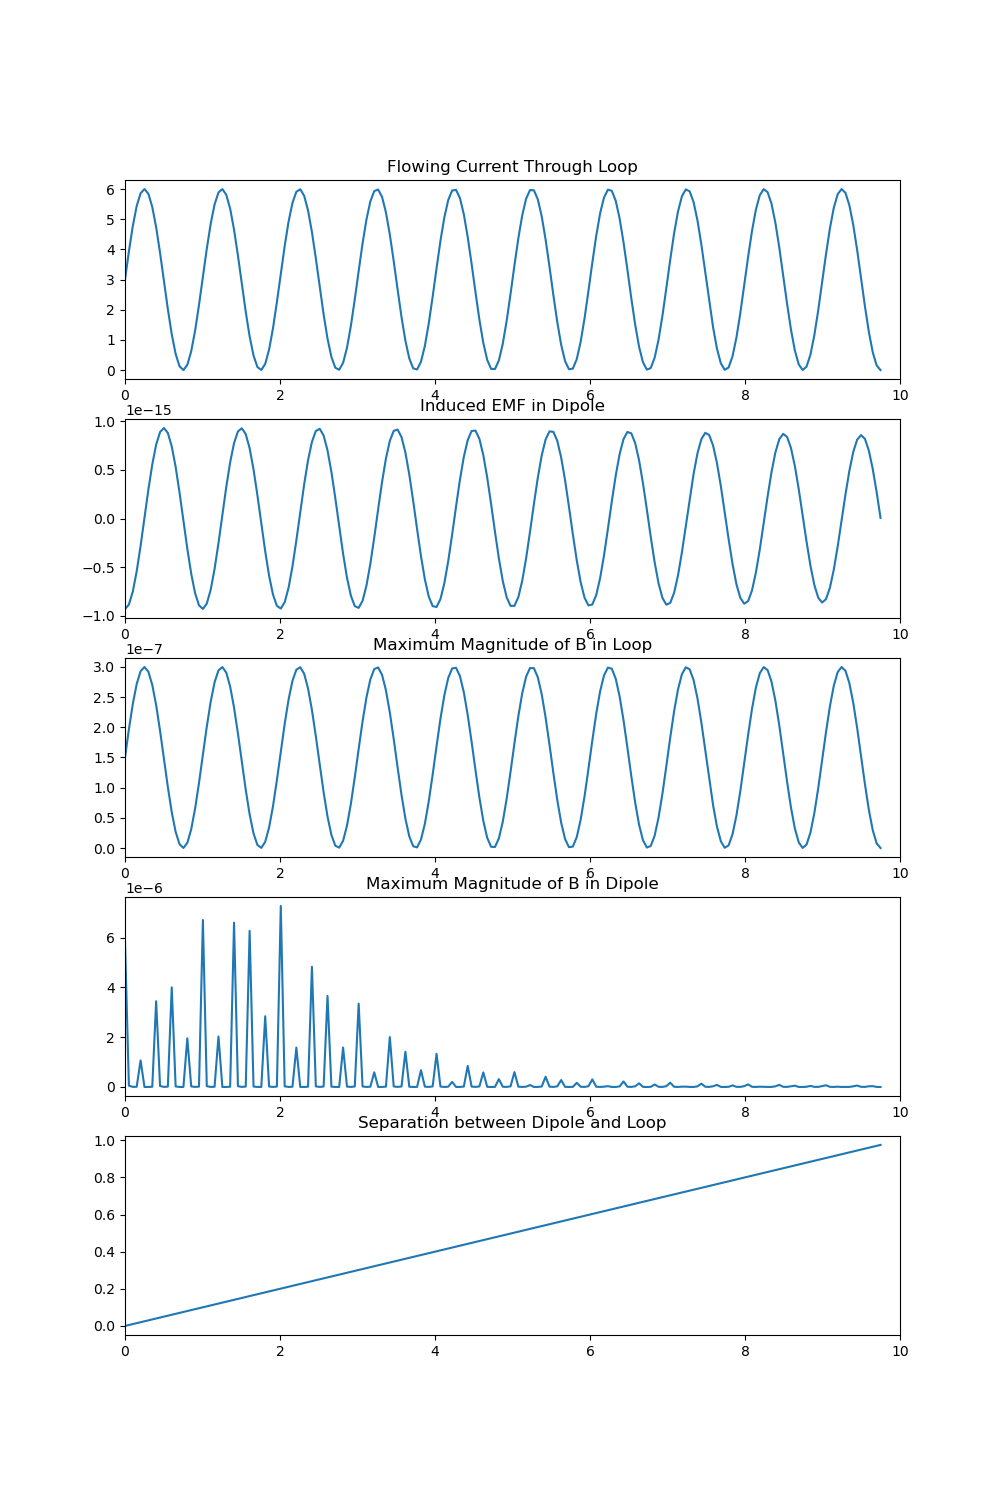 Flowing Current Through Loop
6
5
4
3
2
1
0
0 2 4 6 8 10
1e−15
Induced EMF in Dipole
1.0
0.5
0.0
−0.5
−1.0
0 2 4 6 8 10
1e−7
Maximum Magnitude of B in Loop
3.0
2.5
2.0
1.5
1.0
0.5
0.0
0 2 4 6 8 10
1e−6
Maximum Magnitude of B in Dipole
6
4
2
0
0 2 4 6 8 10
Separation between Dipole and Loop
1.0
0.8
0.6
0.4
0.2
0.0
0 2 4 6 8 10